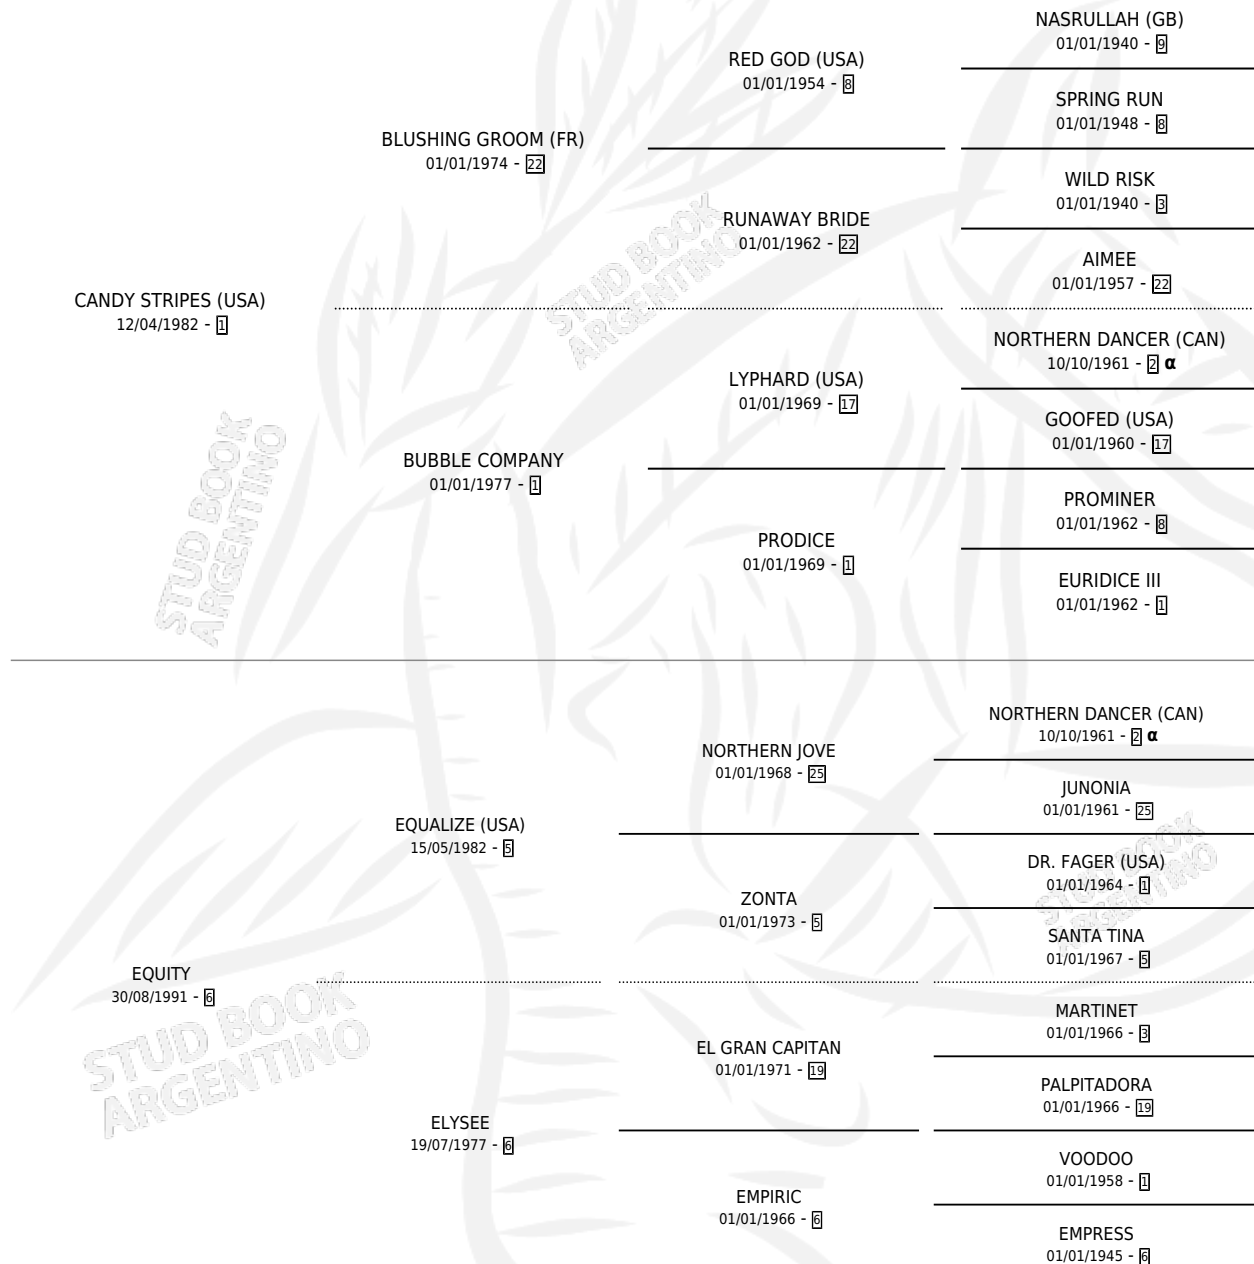 NASRULLAH (GB)
01/01/1940 - 9
RED GOD (USA)
01/01/1954 - 8
SPRING RUN
01/01/1948 - 8
BLUSHING GROOM (FR)
01/01/1974 - 22
WILD RISK
01/01/1940 - 3
RUNAWAY BRIDE
01/01/1962 - 22
AIMEE
01/01/1957 - 22
STUD BOOK
ARGENTINO
CANDY STRIPES (USA)
12/04/1982 - 1
NORTHERN DANCER (CAN)
10/10/1961 - 2 α
LYPHARD (USA)
01/01/1969 - 17
GOOFED (USA)
01/01/1960 - 17
BUBBLE COMPANY
01/01/1977 - 1
PROMINER
01/01/1962 - 8
PRODICE
01/01/1969 - 1
EURIDICE III
01/01/1962 - 1
STUD BOOK
ARGENTINO
NORTHERN DANCER (CAN)
10/10/1961 - 2 α
NORTHERN JOVE
01/01/1968 - 25
JUNONIA
01/01/1961 - 25
EQUALIZE (USA)
15/05/1982 - 5
DR. FAGER (USA)
01/01/1964 - 1
ZONTA
01/01/1973 - 5
SANTA TINA
01/01/1967 - 5
STUD BOOK
ARGENTINO
EQUITY
30/08/1991 - 6
MARTINET
01/01/1966 - 3
EL GRAN CAPITAN
01/01/1971 - 19
PALPITADORA
01/01/1966 - 19
STUD BOOK
ARGENTINO
ELYSEE
19/07/1977 - 6
VOODOO
01/01/1958 - 1
EMPIRIC
01/01/1966 - 6
EMPRESS
01/01/1945 - 6